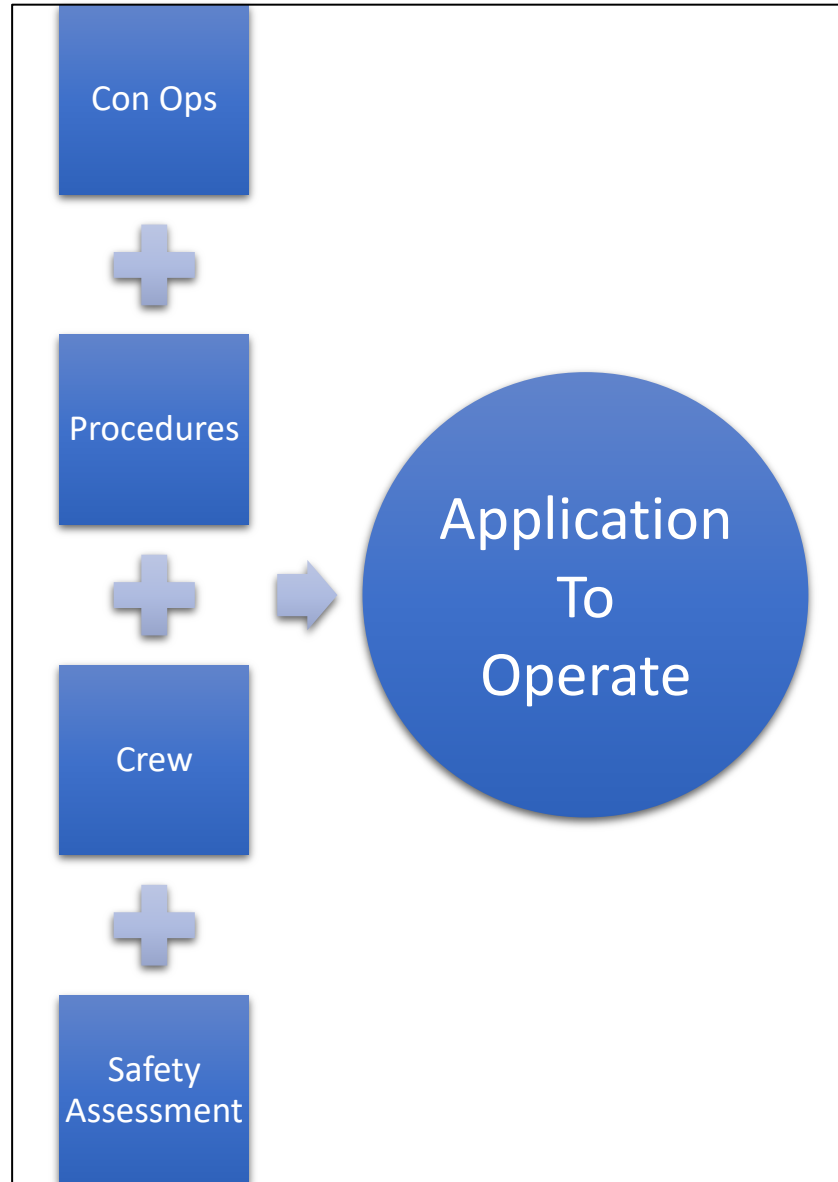 Con Ops
Procedures
Crew
Safety
Assessment
Application
To
Operate